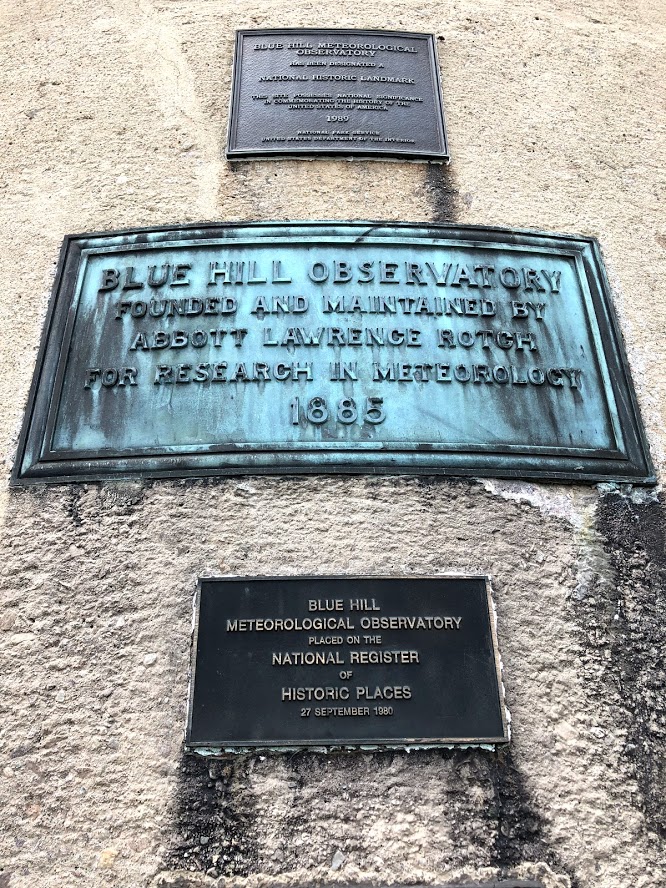 BLUE HILL METEOROLOGICAL
OBSERVATORY
HAS BEEN DESIGNATED A
NATIONAL HISTORIC LANDMARK
THIS SITE POSSESSES NATIONAL SIGNIFICANCE
IN COMMEMORATING THE HISTORY OF THE
UNITED STATES OF AMERICA
1989
NATIONAL PARK SERVICE
UNITED STATES DEPARTMENT OF THE INTERIOR
BLUE HILL OBSERVATORY
FOUNDED AND MAINTAINED BY
ABBOTT LAWRENCE ROTCH
FOR RESEARCH IN METEOROLOGY
1885
BLUE HILL
METEOROLOGICAL OBSERVATORY
PLACED ON THE
NATIONAL REGISTER
OF
HISTORIC PLACES
27 SEPTEMBER 1980